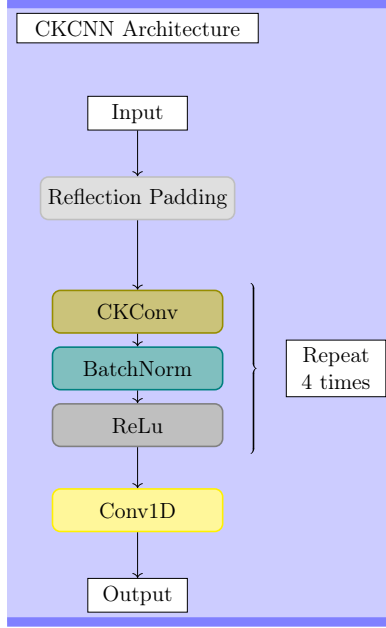 CKCNN Architecture
Input
Reflection Padding
CKConv
BatchNorm
ReLu
Repeat
4 times
Conv1D
Output